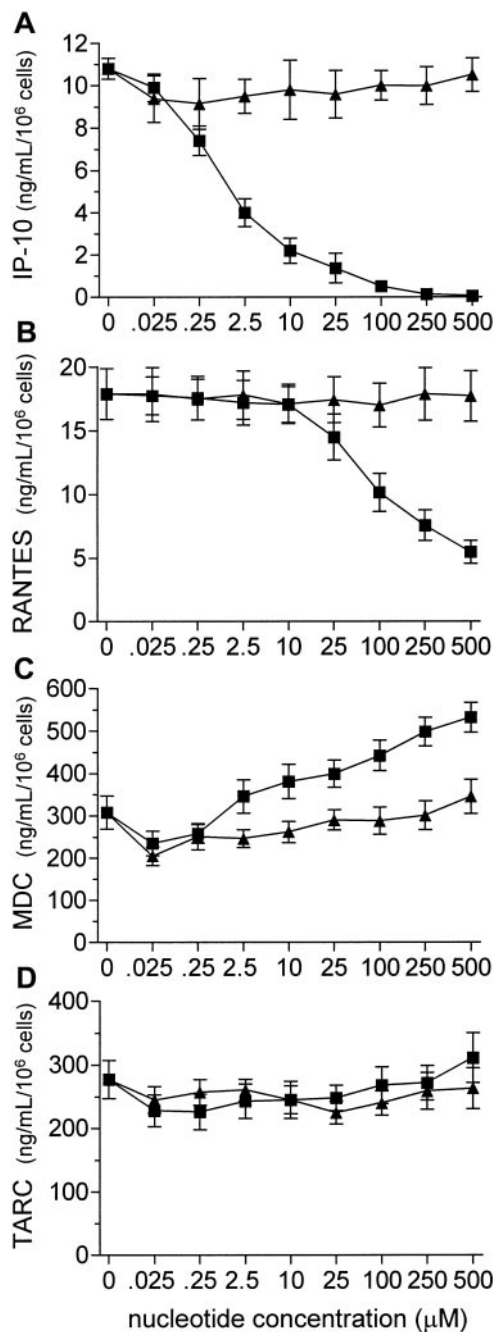 A
IP-10 (ng/mL/10⁶ cells)
12
10
8
6
4
2
0
0 .025 .25 2.5 10 25 100 250 500
B
RANTES (ng/mL/10⁶ cells)
20
15
10
5
0
0 .025 .25 2.5 10 25 100 250 500
C
MDC (ng/mL/10⁶ cells)
600
500
400
300
200
100
0
0 .025 .25 2.5 10 25 100 250 500
D
TARC (ng/mL/10⁶ cells)
400
300
200
100
0
0 .025 .25 2.5 10 25 100 250 500
nucleotide concentration (μM)